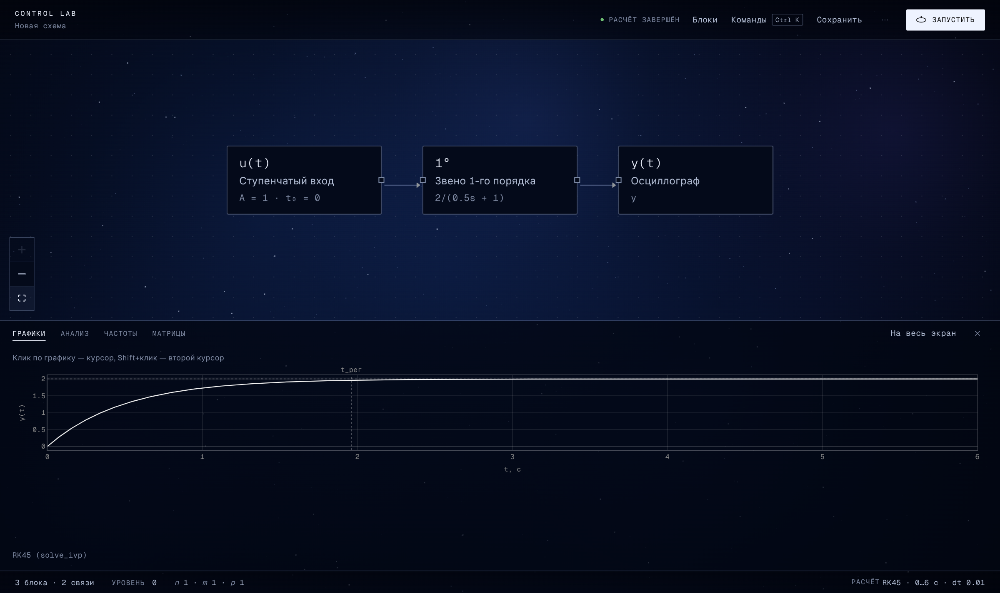 CONTROL LAB
Новая схема
РАСЧЁТ ЗАВЕРШЁН Блоки Команды Ctrl K Сохранить ··· ЗАПУСТИТЬ
u(t)
Ступенчатый вход
A = 1 · t₀ = 0
1°
Звено 1-го порядка
2/(0.5s + 1)
y(t)
Осциллограф
y
ГРАФИКИ АНАЛИЗ ЧАСТОТЫ МАТРИЦЫ На весь экран
Клик по графику — курсор, Shift+клик — второй курсор
t_рег
2
1.5
1
0.5
0
y(t)
0 1 2 3 4 5 6
t, с
RK45 (solve_ivp)
3 блока · 2 связи УРОВЕНЬ 0 n 1 · m 1 · p 1 РАСЧЁТ RK45 · 0…6 с · dt 0.01